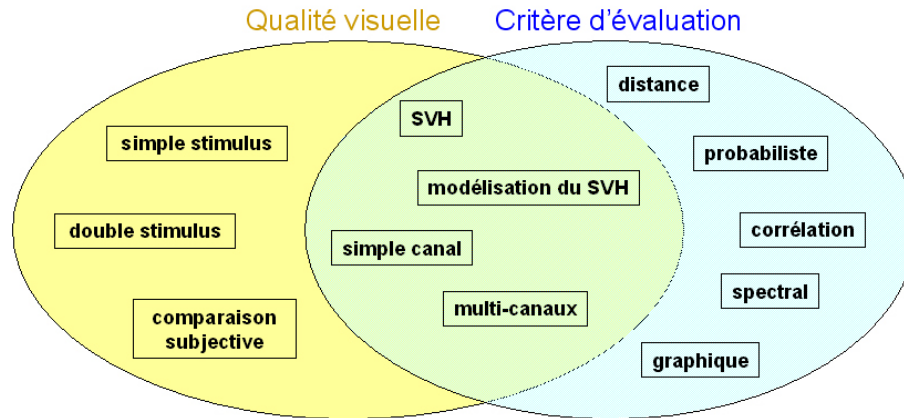 Qualité visuelle
Critère d'évaluation
distance
SVH
simple stimulus
probabiliste
modélisation du SVH
double stimulus
corrélation
simple canal
spectral
multi-canaux
comparaison
subjective
graphique